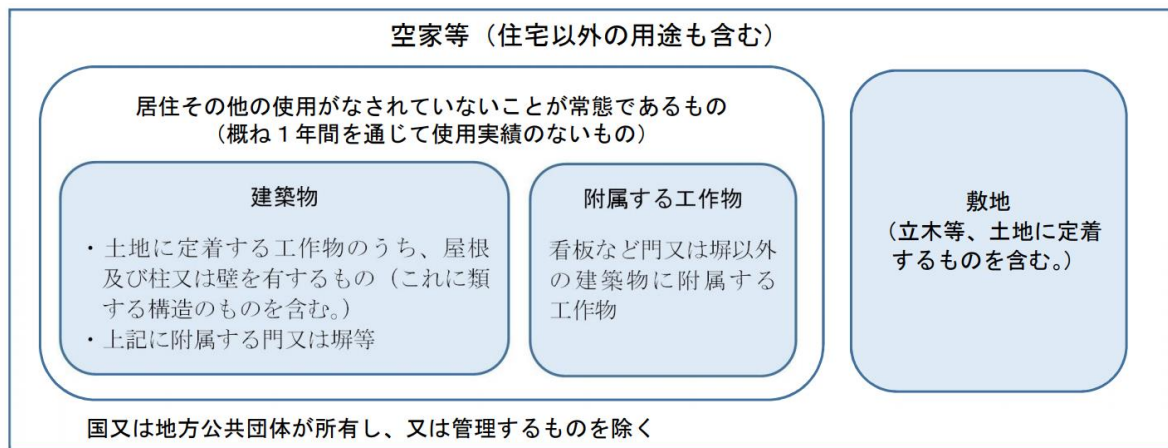 空家等（住宅以外の用途も含む）
居住その他の使用がなされていないことが常態であるもの
（概ね１年間を通じて使用実績のないもの）
建築物
・土地に定着する工作物のうち、屋根
及び柱又は壁を有するもの（これに類
する構造のものを含む。）
・上記に附属する門又は塀等
附属する工作物
看板など門又は塀以外
の建築物に附属する
工作物
敷地
（立木等、土地に定着
するものを含む。）
国又は地方公共団体が所有し、又は管理するものを除く